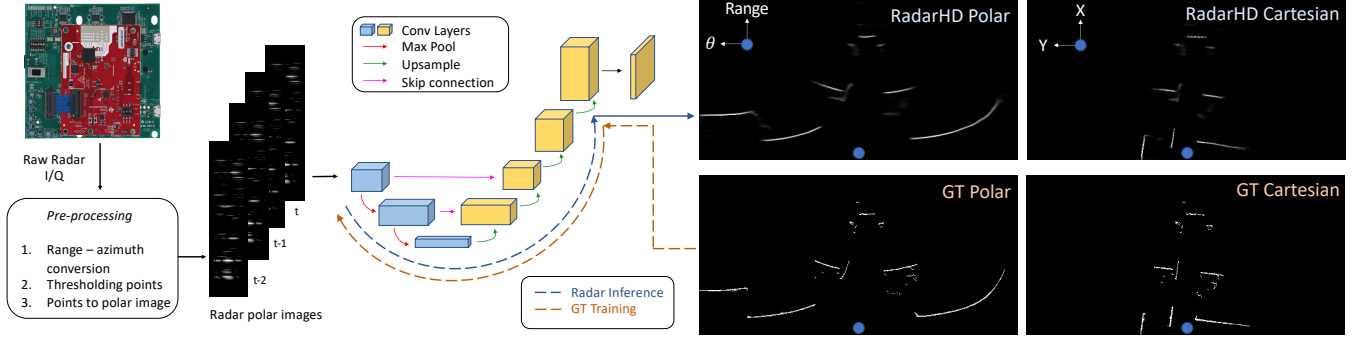 Raw Radar
I/Q
Pre-processing
1. Range – azimuth
conversion
2. Thresholding points
3. Points to polar image
t
t-1
t-2
Radar polar images
Conv Layers
Max Pool
Upsample
Skip connection
Radar Inference
GT Training
Range
θ
RadarHD Polar
X
Y
RadarHD Cartesian
GT Polar
GT Cartesian